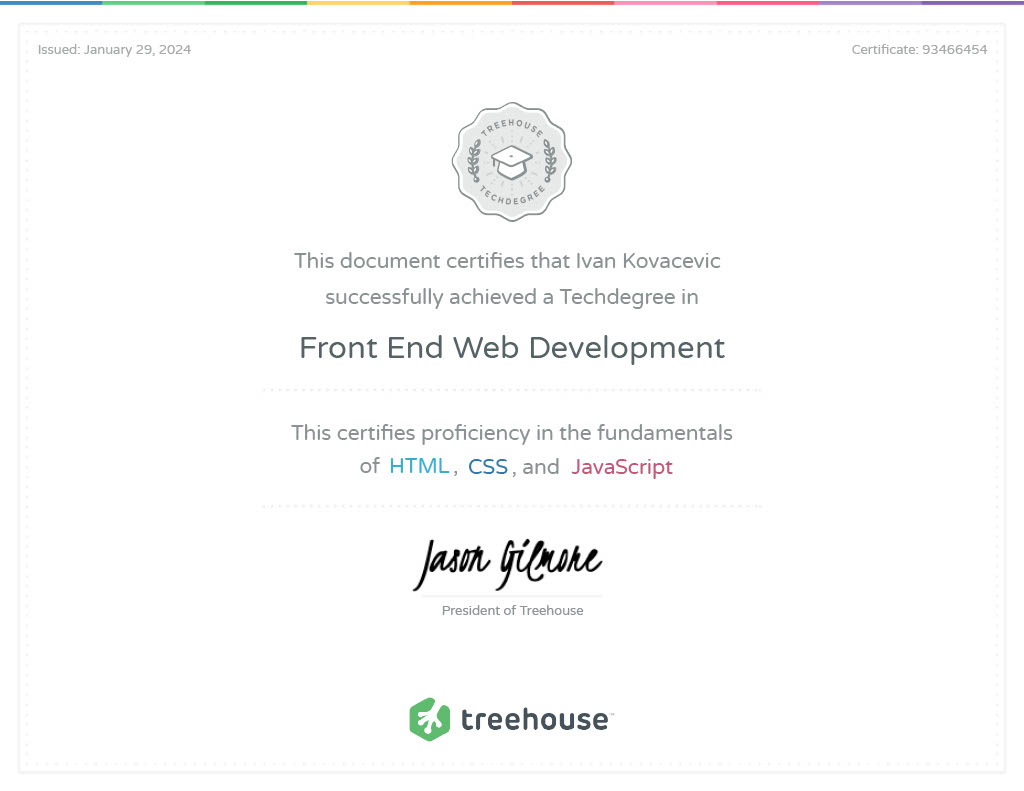 Issued: January 29, 2024
Certificate: 93466454
TREEHOUSE
TECHDEGREE
This document certifies that Ivan Kovacevic
successfully achieved a Techdegree in
Front End Web Development
This certifies proficiency in the fundamentals
of HTML, CSS, and JavaScript
Jason Gilmore
President of Treehouse
treehouse™